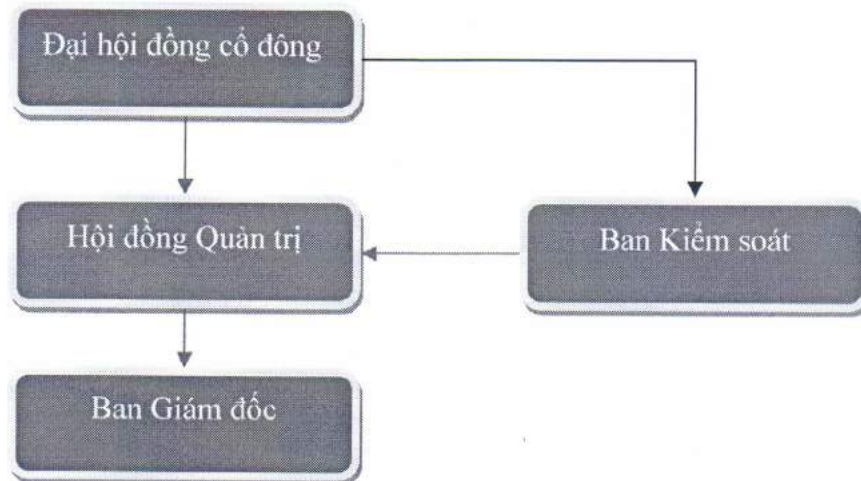 Đại hội đồng cổ đông
Hội đồng Quản trị
Ban Kiểm soát
Ban Giám đốc